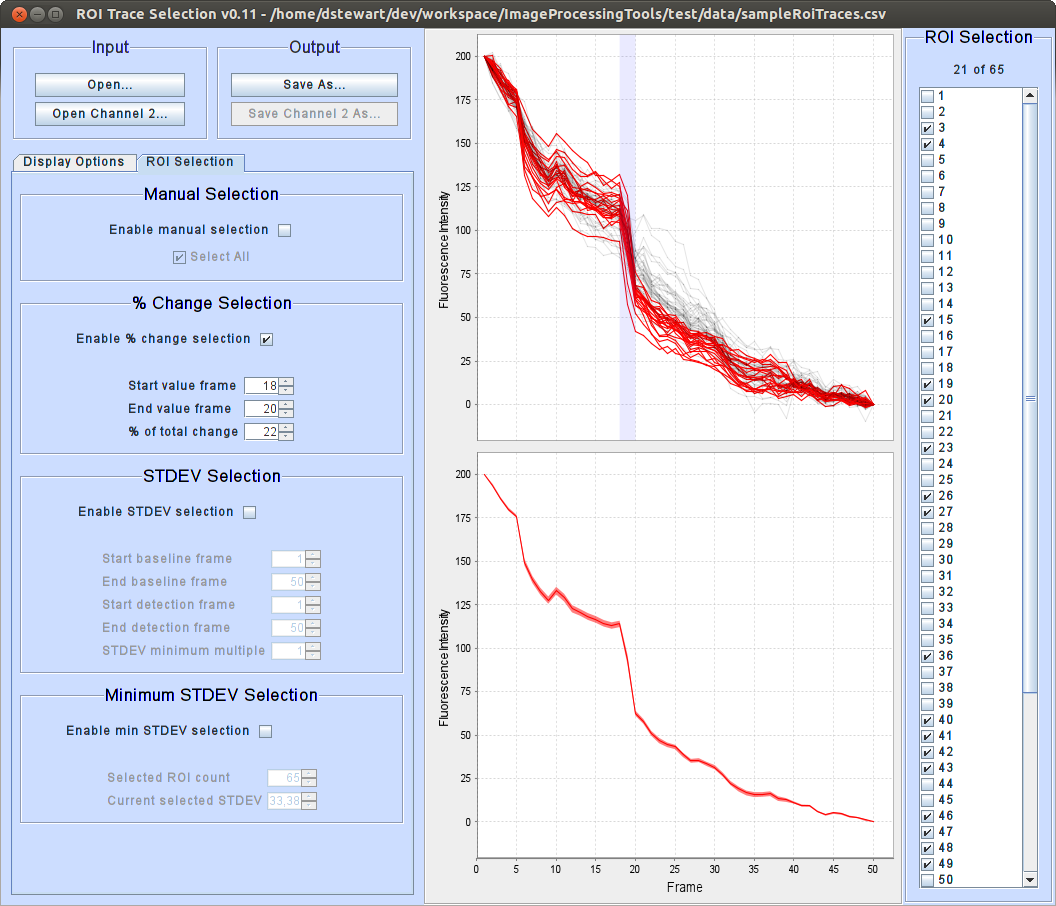 ROI Trace Selection v0.11 - /home/dstewart/dev/workspace/ImageProcessingTools/test/data/sampleRoiTraces.csv
Input
Open...
Open Channel 2...
Output
Save As...
Save Channel 2 As...
Display Options
ROI Selection
Manual Selection
Enable manual selection
Select All
% Change Selection
Enable % change selection
Start value frame 18
End value frame 20
% of total change 22
STDEV Selection
Enable STDEV selection
Start baseline frame 1
End baseline frame 50
Start detection frame 1
End detection frame 50
STDEV minimum multiple 1
Minimum STDEV Selection
Enable min STDEV selection
Selected ROI count 65
Current selected STDEV 33,38
Fluorescence Intensity
200
175
150
125
100
75
50
25
0
Fluorescence Intensity
200
175
150
125
100
75
50
25
0
0 5 10 15 20 25 30 35 40 45 50
Frame
ROI Selection
21 of 65
1
2
3
4
5
6
7
8
9
10
11
12
13
14
15
16
17
18
19
20
21
22
23
24
25
26
27
28
29
30
31
32
33
34
35
36
37
38
39
40
41
42
43
44
45
46
47
48
49
50